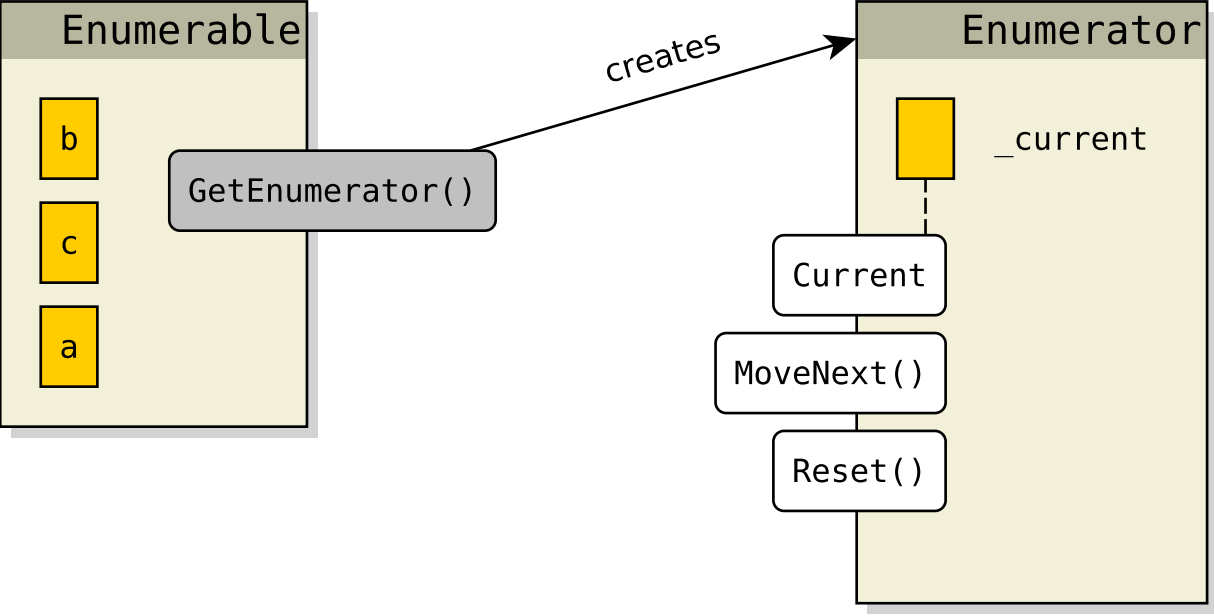 Enumerable
b
c
a
GetEnumerator()
creates
Enumerator
_current
Current
MoveNext()
Reset()